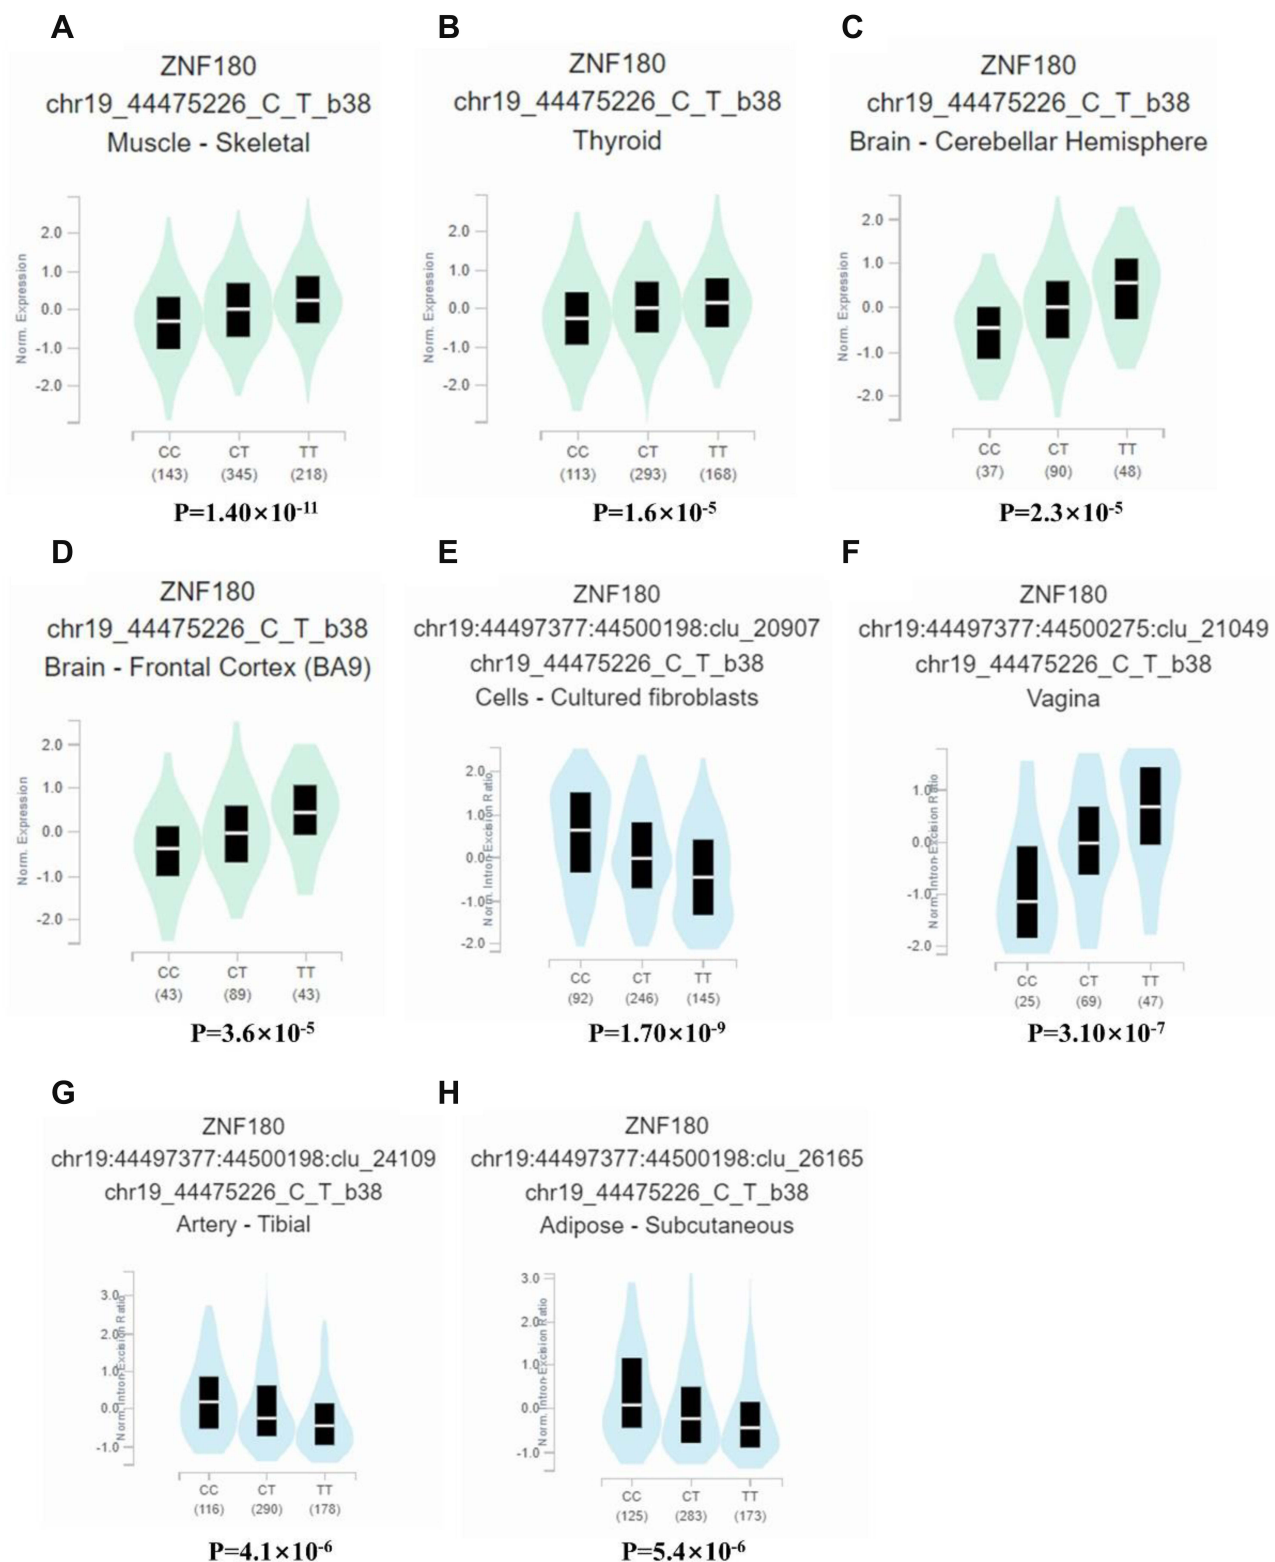 A
ZNF180
chr19_44475226_C_T_b38
Muscle - Skeletal
Norm. Expression
2.0
1.0
0.0
-1.0
-2.0
CC CT TT
(143) (345) (218)
P=1.40×10-11
B
ZNF180
chr19_44475226_C_T_b38
Thyroid
Norm. Expression
2.0
1.0
0.0
-1.0
-2.0
CC CT TT
(113) (293) (168)
P=1.6×10-5
C
ZNF180
chr19_44475226_C_T_b38
Brain - Cerebellar Hemisphere
Norm. Expression
2.0
1.0
0.0
-1.0
-2.0
CC CT TT
(37) (90) (48)
P=2.3×10-5
D
ZNF180
chr19_44475226_C_T_b38
Brain - Frontal Cortex (BA9)
Norm. Expression
2.0
1.0
0.0
-1.0
-2.0
CC CT TT
(43) (89) (43)
P=3.6×10-5
E
ZNF180
chr19:44497377:44500198:clu_20907
chr19_44475226_C_T_b38
Cells - Cultured fibroblasts
Norm. Intron-Excision Ratio
2.0
1.0
0.0
-1.0
-2.0
CC CT TT
(92) (246) (145)
P=1.70×10-9
F
ZNF180
chr19:44497377:44500275:clu_21049
chr19_44475226_C_T_b38
Vagina
Norm. Intron-Excision Ratio
1.0
0.0
-1.0
-2.0
CC CT TT
(25) (69) (47)
P=3.10×10-7
G
ZNF180
chr19:44497377:44500198:clu_24109
chr19_44475226_C_T_b38
Artery - Tibial
Norm. Intron-Excision Ratio
3.0
2.0
1.0
0.0
-1.0
CC CT TT
(116) (290) (178)
P=4.1×10-6
H
ZNF180
chr19:44497377:44500198:clu_26165
chr19_44475226_C_T_b38
Adipose - Subcutaneous
Norm. Intron-Excision Ratio
3.0
2.0
1.0
0.0
-1.0
CC CT TT
(125) (283) (173)
P=5.4×10-6